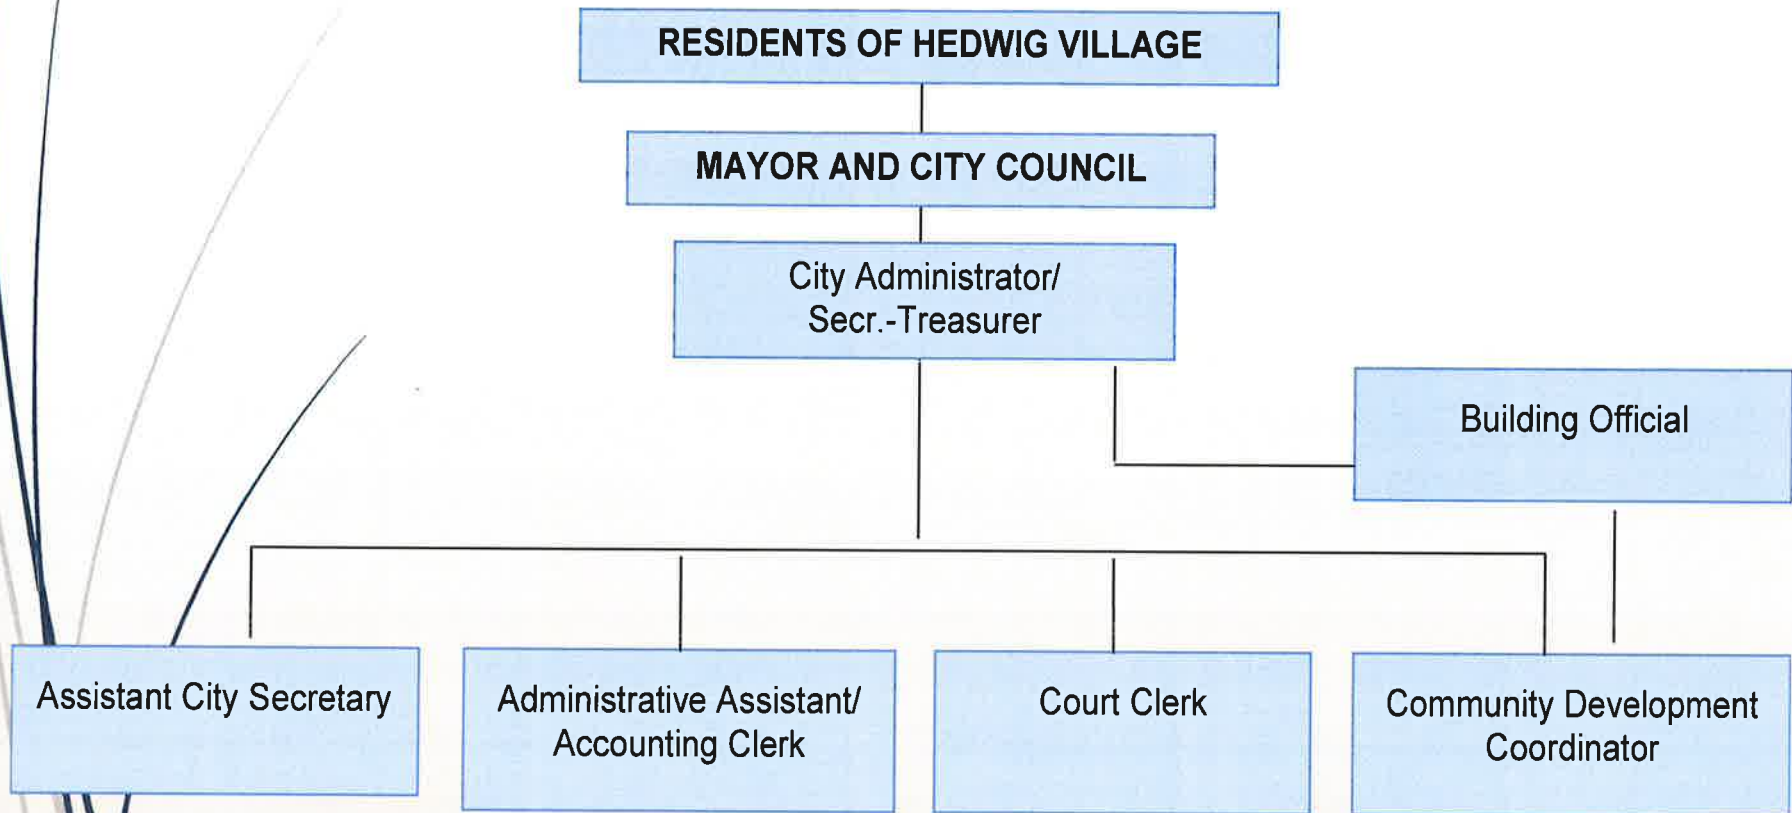 RESIDENTS OF HEDWIG VILLAGE
MAYOR AND CITY COUNCIL
City Administrator/
Secr.-Treasurer
Building Official
Assistant City Secretary
Administrative Assistant/
Accounting Clerk
Court Clerk
Community Development
Coordinator